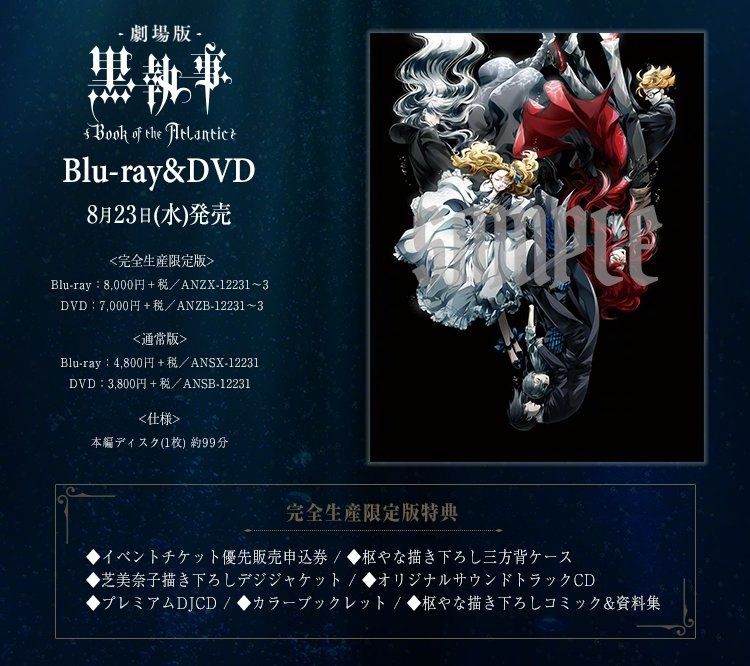 - 劇場版 -
黒執事
Book of the Atlantic
Blu-ray&DVD
8月23日(水)発売
<完全生産限定版>
Blu-ray：8,000円＋税／ANZX-12231～3
DVD：7,000円＋税／ANZB-12231～3
<通常版>
Blu-ray：4,800円＋税／ANSX-12231
DVD：3,800円＋税／ANSB-12231
<仕様>
本編ディスク(1枚) 約99分
Sample
完全生産限定版特典
◆イベントチケット優先販売申込券 / ◆枢やな描き下ろし三方背ケース
◆芝美奈子描き下ろしデジジャケット / ◆オリジナルサウンドトラックCD
◆プレミアムDJCD / ◆カラーブックレット / ◆枢やな描き下ろしコミック&資料集